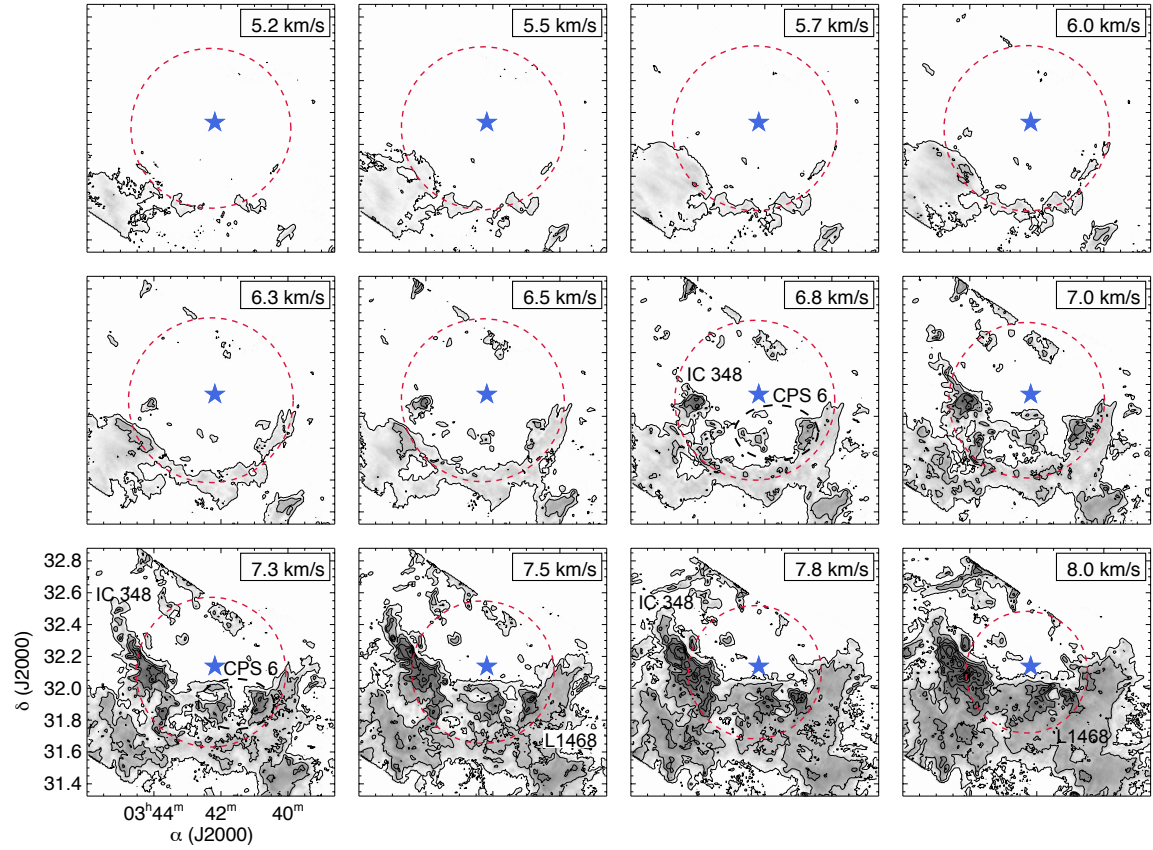 5.2 km/s
5.5 km/s
5.7 km/s
6.0 km/s
6.3 km/s
6.5 km/s
6.8 km/s
7.0 km/s
IC 348
CPS 6
7.3 km/s
7.5 km/s
7.8 km/s
8.0 km/s
IC 348
IC 348
CPS 6
L1468
L1468
32.8
32.6
32.4
32.2
32.0
31.8
31.6
31.4
δ (J2000)
03ʰ44ᵐ 42ᵐ 40ᵐ
α (J2000)